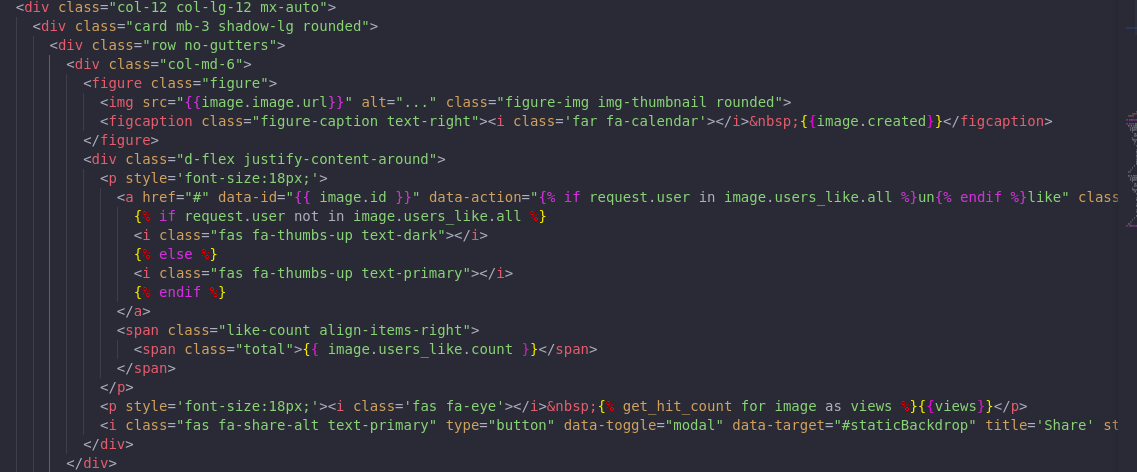 <div class="col-12 col-lg-12 mx-auto">
<div class="card mb-3 shadow-lg rounded">
<div class="row no-gutters">
<div class="col-md-6">
<figure class="figure">
<img src="{{image.image.url}}" alt="..." class="figure-img img-thumbnail rounded">
<figcaption class="figure-caption text-right"><i class='far fa-calendar'></i>&nbsp;{{image.created}}</figcaption>
</figure>
<div class="d-flex justify-content-around">
<p style='font-size:18px;'>
<a href="#" data-id="{{ image.id }}" data-action="{% if request.user in image.users_like.all %}un{% endif %}like" clas
{% if request.user not in image.users_like.all %}
<i class="fas fa-thumbs-up text-dark"></i>
{% else %}
<i class="fas fa-thumbs-up text-primary"></i>
{% endif %}
</a>
<span class="like-count align-items-right">
<span class="total">{{ image.users_like.count }}</span>
</span>
</p>
<p style='font-size:18px;'><i class='fas fa-eye'></i>&nbsp;{% get_hit_count for image as views %}{{views}}</p>
<i class="fas fa-share-alt text-primary" type="button" data-toggle="modal" data-target="#staticBackdrop" title='Share' st
</div>
</div>